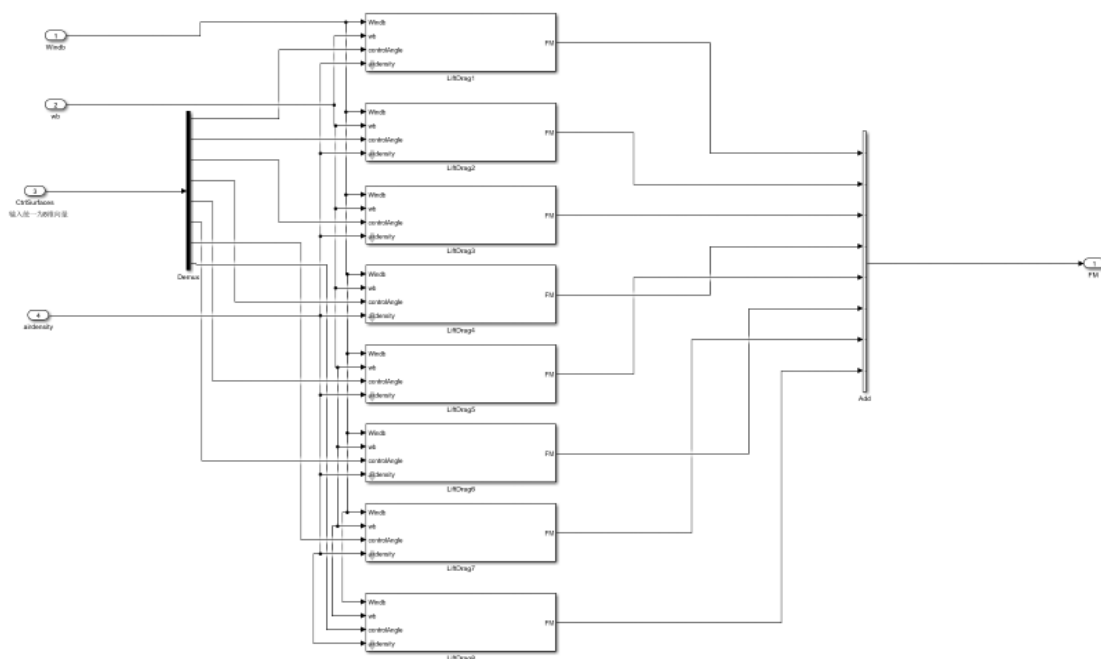 1
Windb
2
wb
3
CtrlSurfaces
输入统一为8维向量
4
airdensity
Demux
Windb
wb
controlAngle
airdensity
FM
LiftDrag1
Windb
wb
controlAngle
airdensity
FM
LiftDrag2
Windb
wb
controlAngle
airdensity
FM
LiftDrag3
Windb
wb
controlAngle
airdensity
FM
LiftDrag4
Windb
wb
controlAngle
airdensity
FM
LiftDrag5
Windb
wb
controlAngle
airdensity
FM
LiftDrag6
Windb
wb
controlAngle
airdensity
FM
LiftDrag7
Windb
wb
controlAngle
airdensity
FM
Add
1
FM